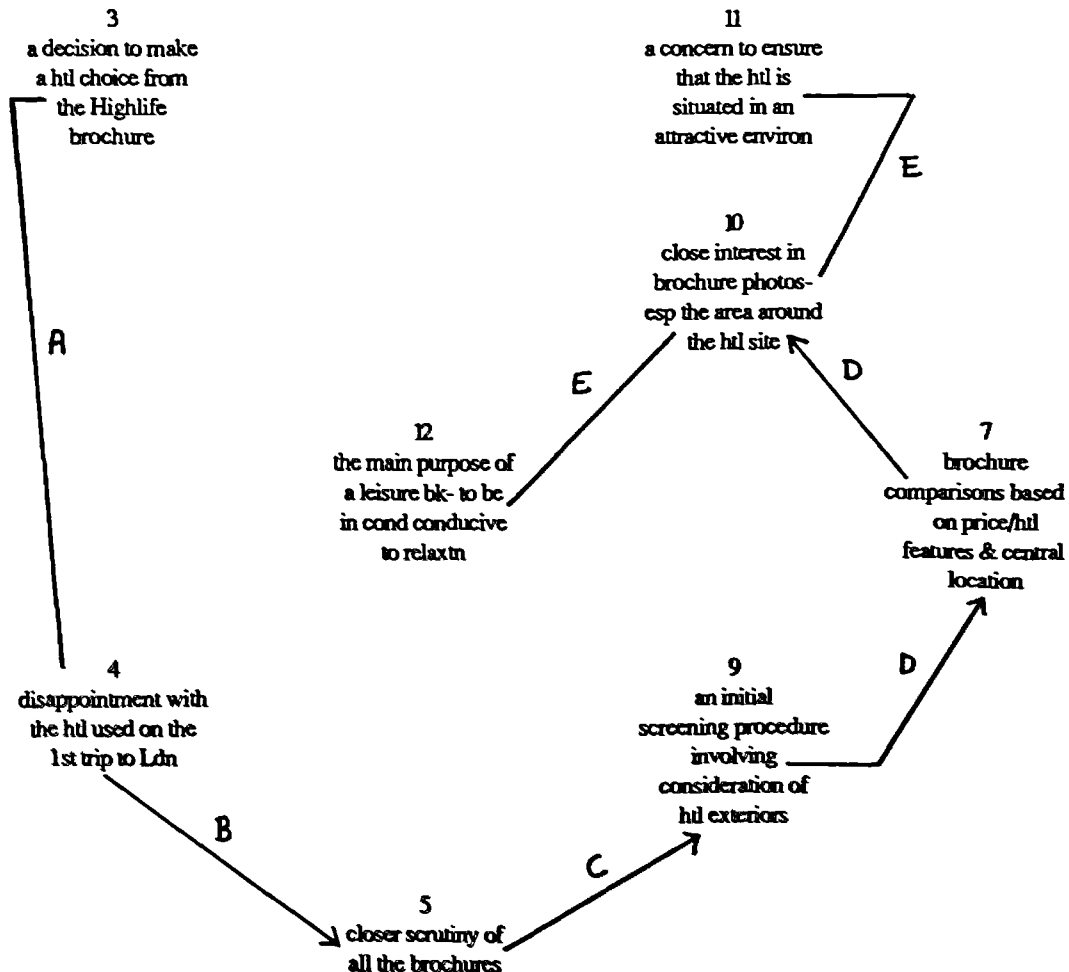 3
a decision to make
a htl choice from
the Highlife
brochure
11
a concern to ensure
that the htl is
situated in an
attractive environ
E
10
close interest in
brochure photos-
esp the area around
the htl site
A
E
D
12
the main purpose of
a leisure bk- to be
in cond conducive
to relaxtn
7
brochure
comparisons based
on price/htl
features & central
location
4
disappointment with
the htl used on the
1st trip to Ldn
9
an initial
screening procedure
involving
consideration of
htl exteriors
D
B
C
5
closer scrutiny of
all the brochures